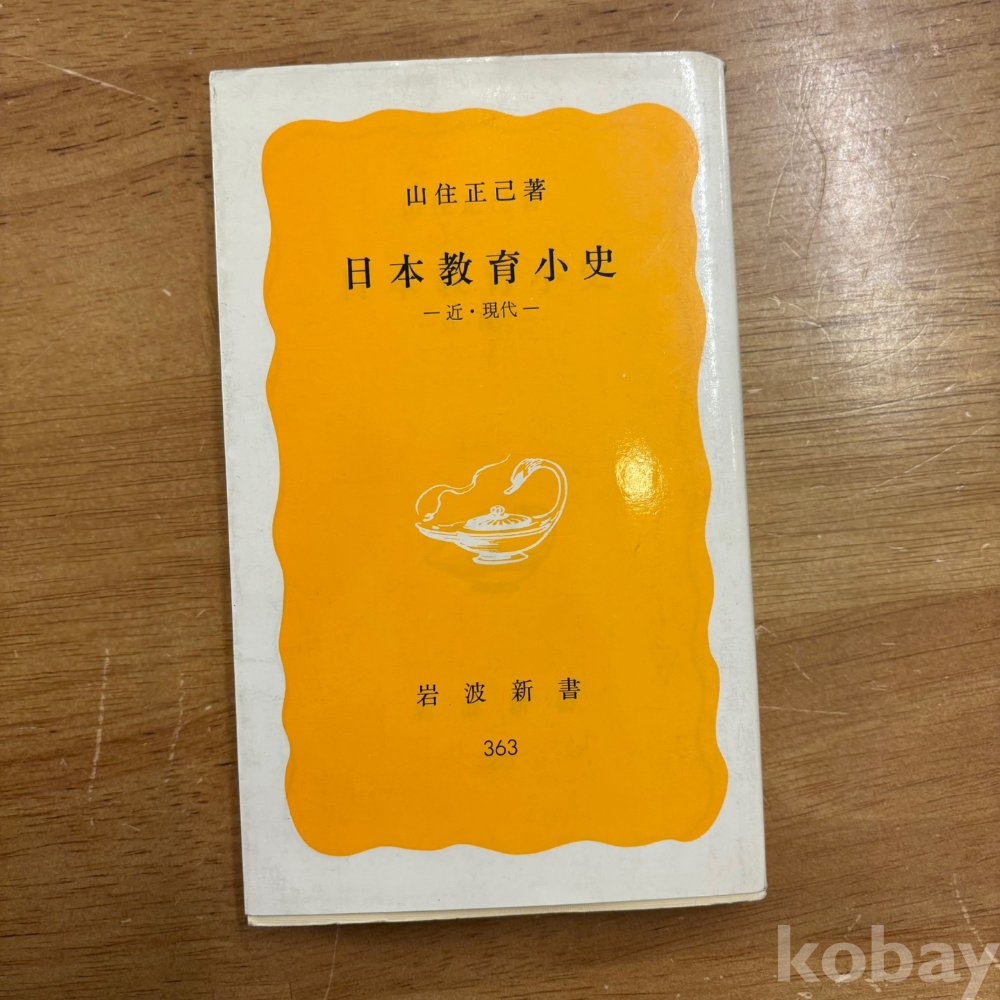 山住正己著
日本教育小史
—近・現代—
岩波新書
363
kobay